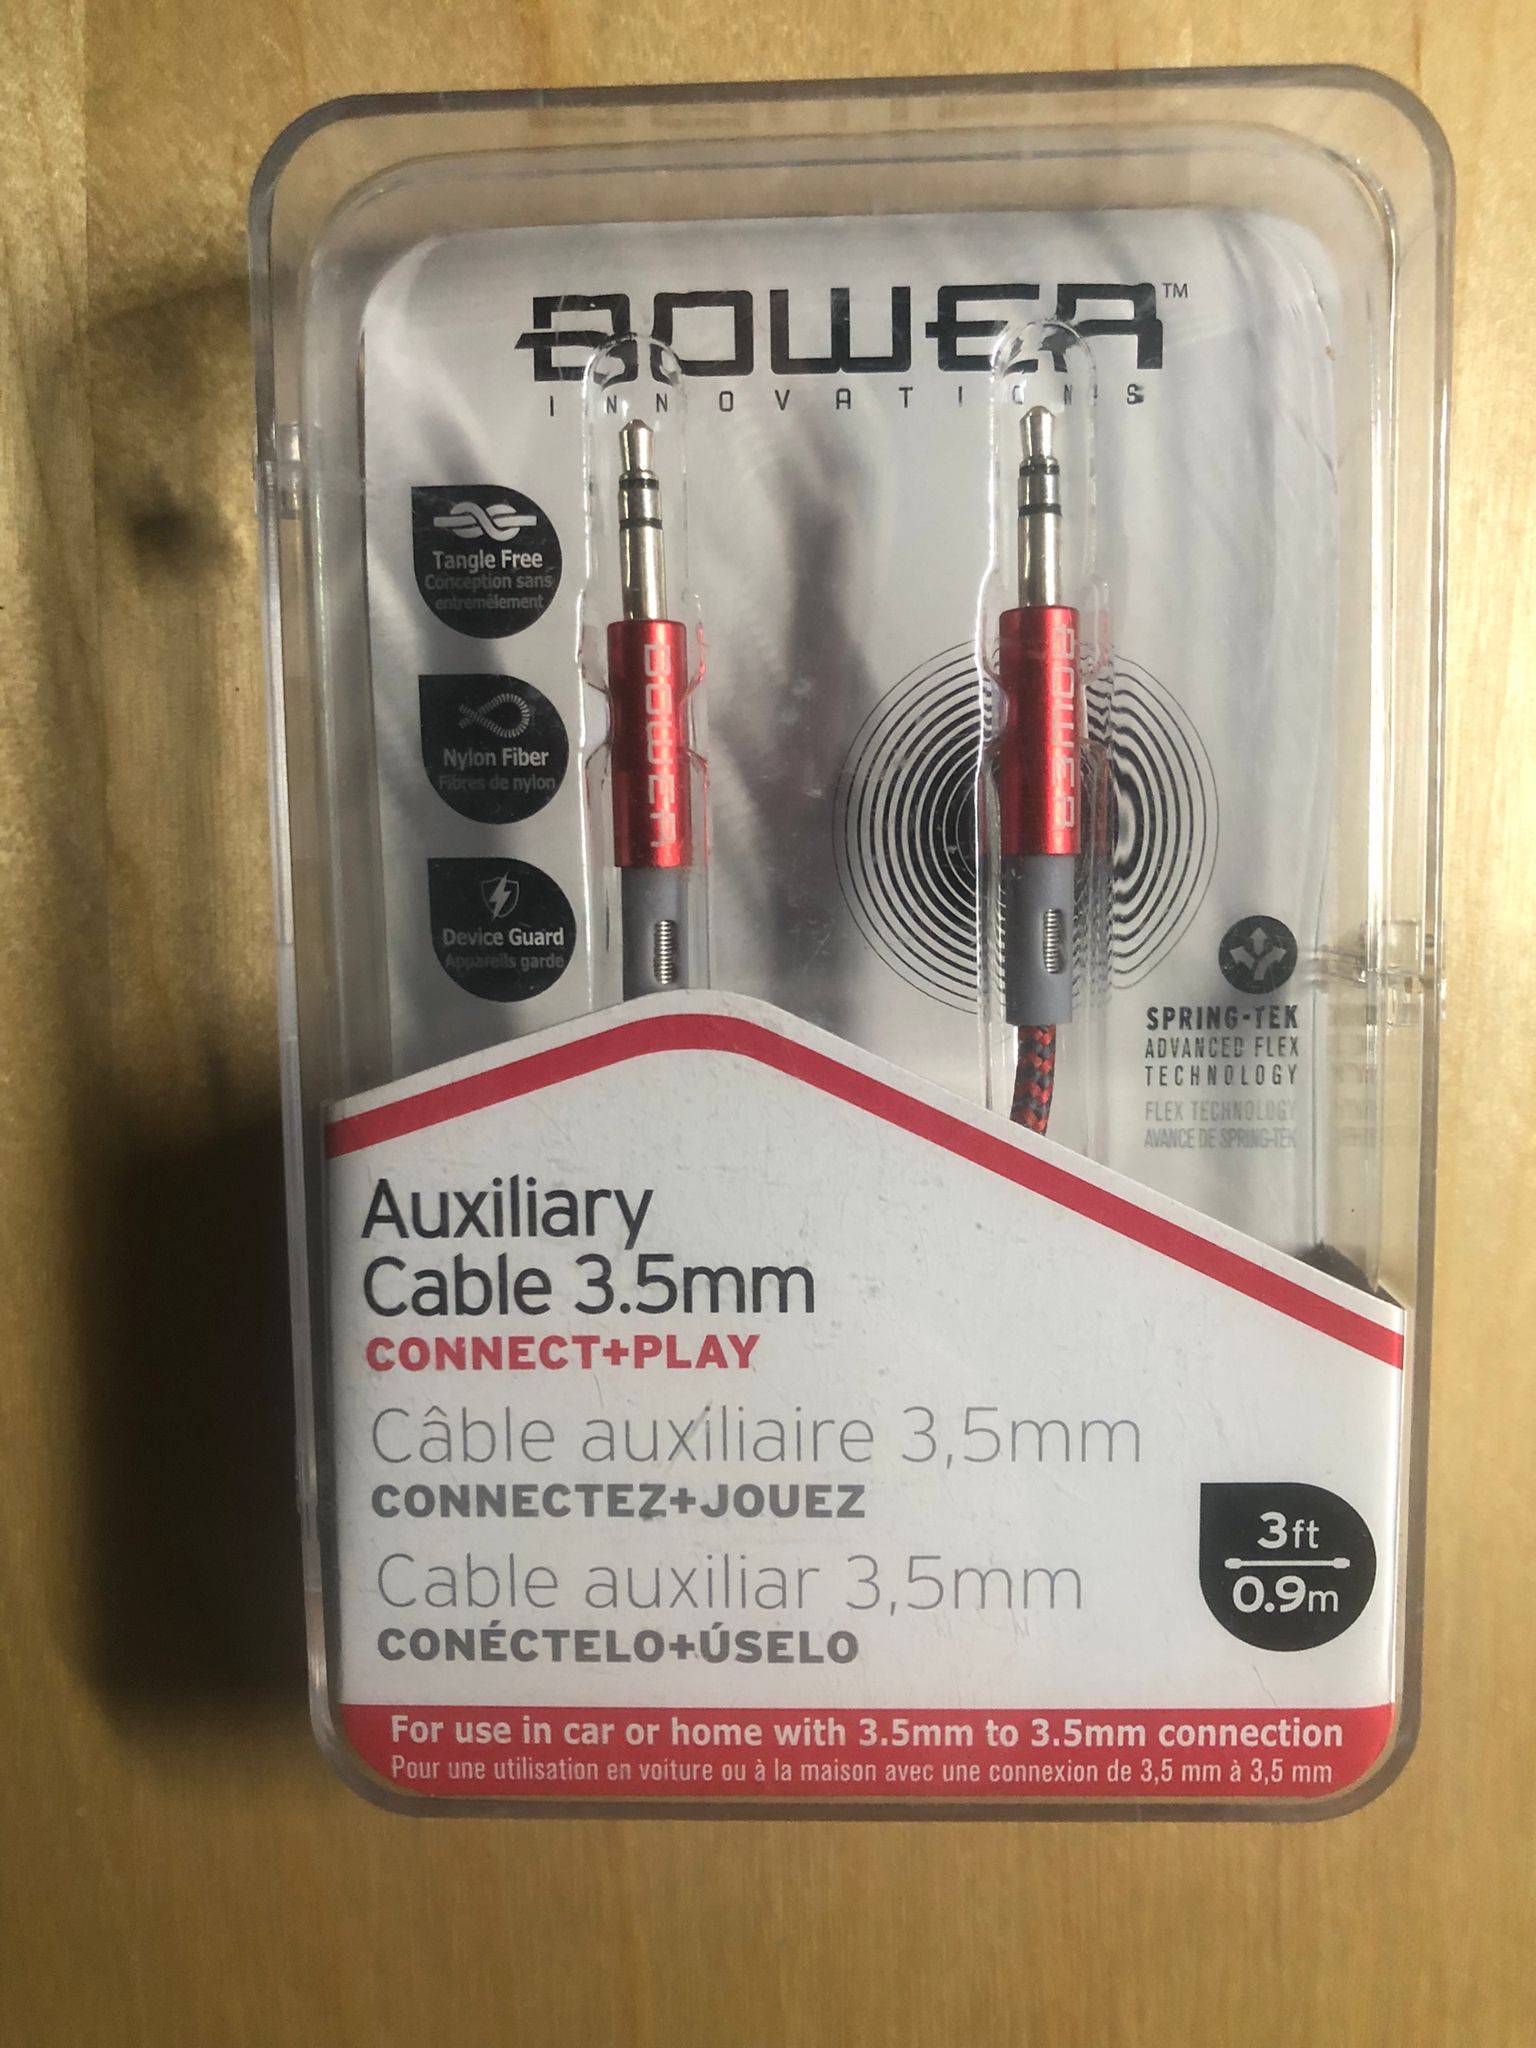 BOWER™
INNOVATIONS
Tangle Free
Conception sans
entremêlement
Nylon Fiber
Fibres de nylon
Device Guard
Appareils garde
BOWER
BOWER
SPRING-TEK
ADVANCED FLEX
TECHNOLOGY
FLEX TECHNOLOGY
AVANCE DE SPRING-TEK
Auxiliary
Cable 3.5mm
CONNECT+PLAY
Câble auxiliaire 3,5mm
CONNECTEZ+JOUEZ
Cable auxiliar 3,5mm
CONÉCTELO+ÚSELO
3ft
0.9m
For use in car or home with 3.5mm to 3.5mm connection
Pour une utilisation en voiture ou à la maison avec une connexion de 3,5 mm à 3,5 mm